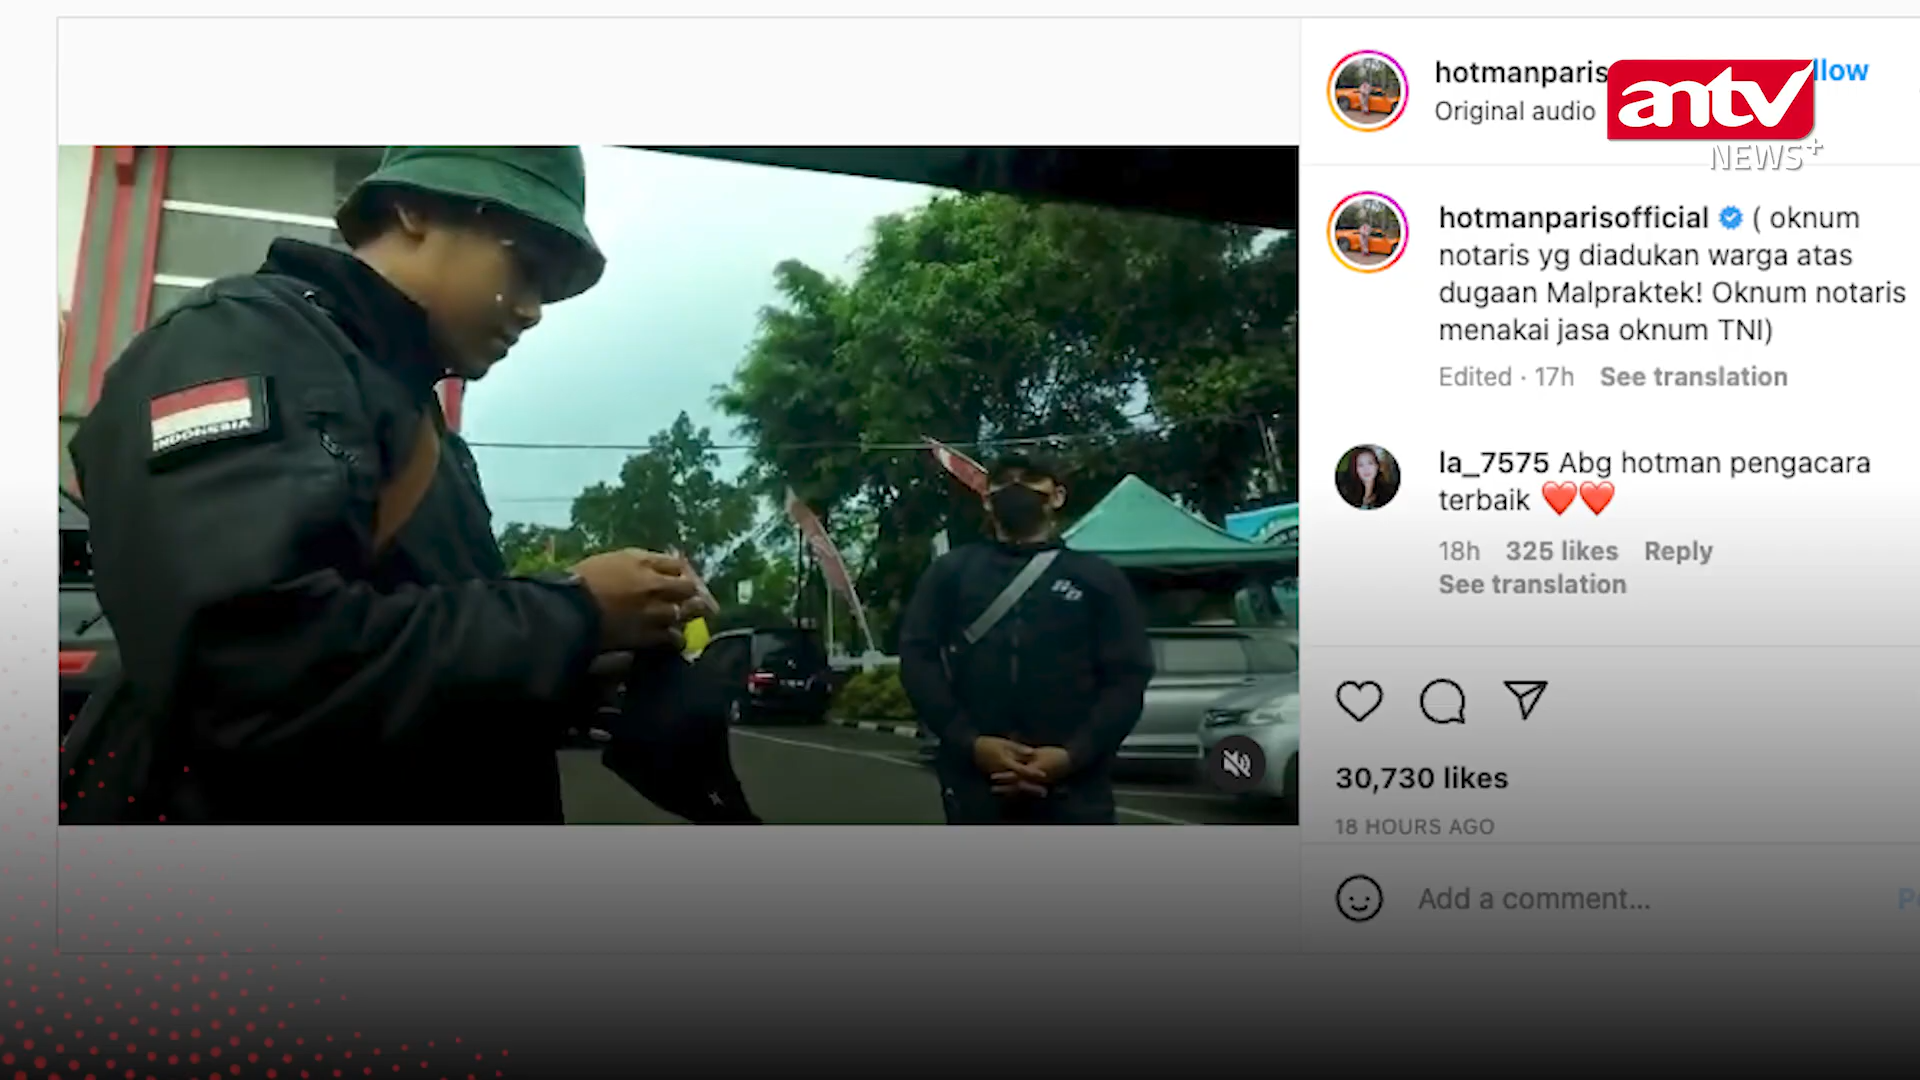 hotmanparis
llow
Original audio
antv
NEWS+
hotmanparisofficial ( oknum
notaris yg diadukan warga atas
dugaan Malpraktek! Oknum notaris
menakai jasa oknum TNI)
Edited · 17h See translation
la_7575 Abg hotman pengacara
terbaik ❤️❤️
18h 325 likes Reply
See translation
30,730 likes
18 HOURS AGO
Add a comment...
INDONESIA